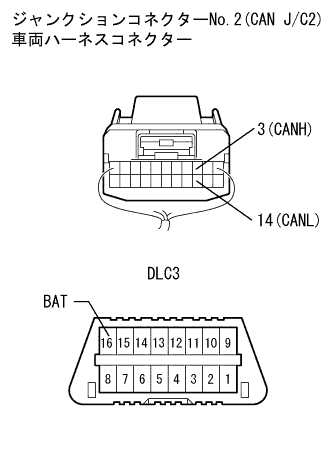 ジャンクションコネクターNo.2(CAN J/C2)
車両ハーネスコネクター
3(CANH)
14(CANL)
DLC3
BAT
16 15 14 13 12 11 10 9
8 7 6 5 4 3 2 1